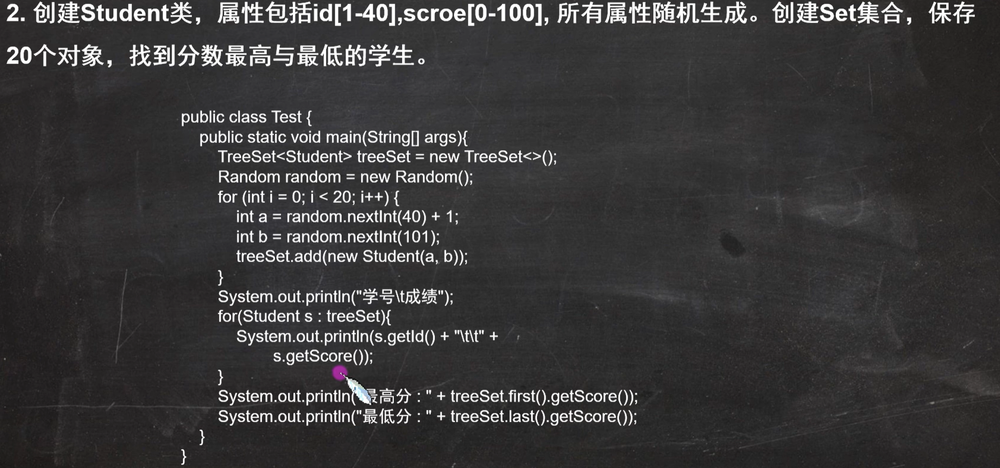 2. 创建Student类，属性包括id[1-40],scroe[0-100], 所有属性随机生成。创建Set集合，保存
20个对象，找到分数最高与最低的学生。
public class Test {
public static void main(String[] args){
TreeSet<Student> treeSet = new TreeSet<>();
Random random = new Random();
for (int i = 0; i < 20; i++) {
int a = random.nextInt(40) + 1;
int b = random.nextInt(101);
treeSet.add(new Student(a, b));
}
System.out.println("学号\t成绩");
for(Student s : treeSet){
System.out.println(s.getId() + "\t\t" +
s.getScore());
}
System.out.println("最高分 : " + treeSet.first().getScore());
System.out.println("最低分 : " + treeSet.last().getScore());
}
}